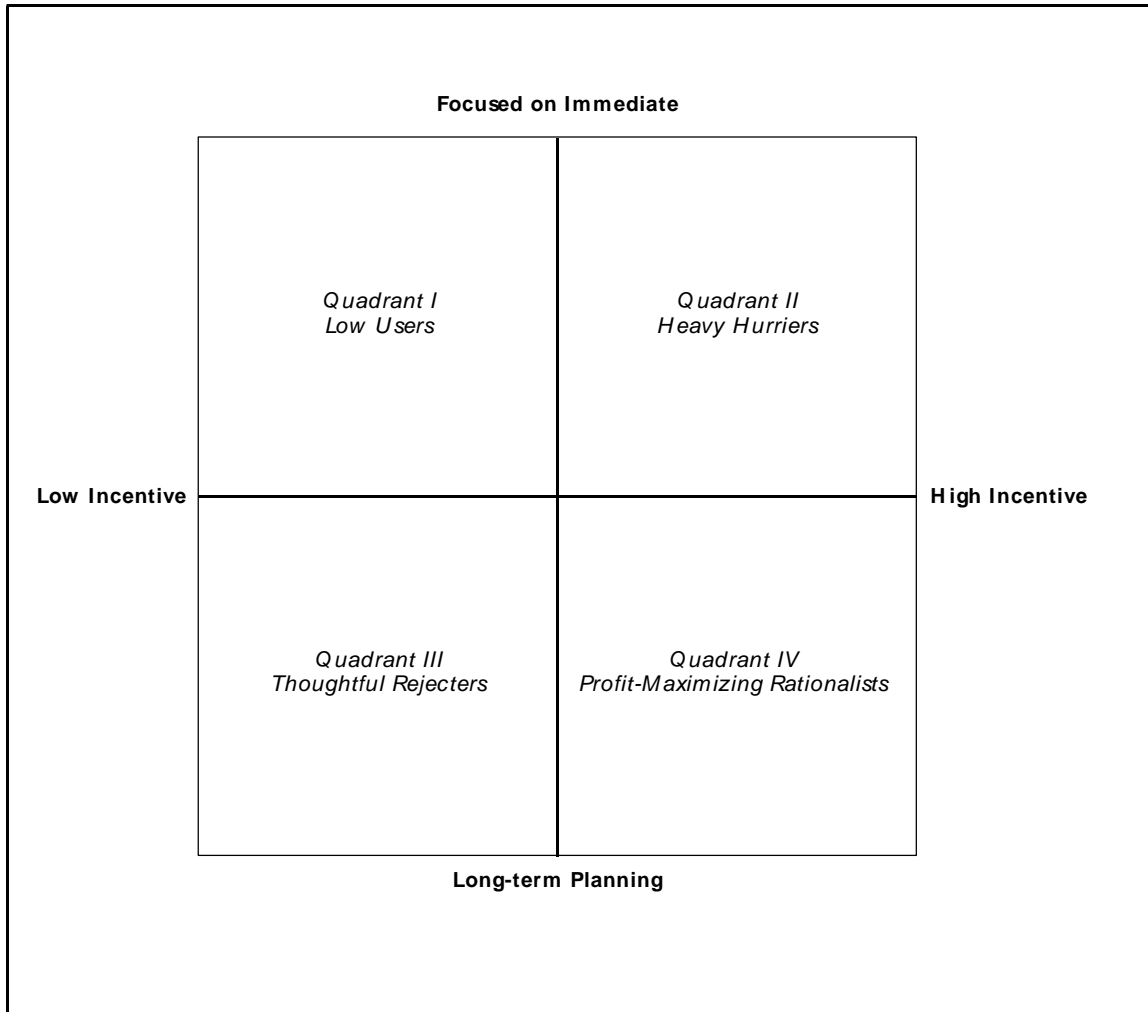 Focused on Immediate
Quadrant I
Low Users
Quadrant II
Heavy Hurriers
Low Incentive
High Incentive
Quadrant III
Thoughtful Rejecters
Quadrant IV
Profit-Maximizing Rationalists
Long-term Planning